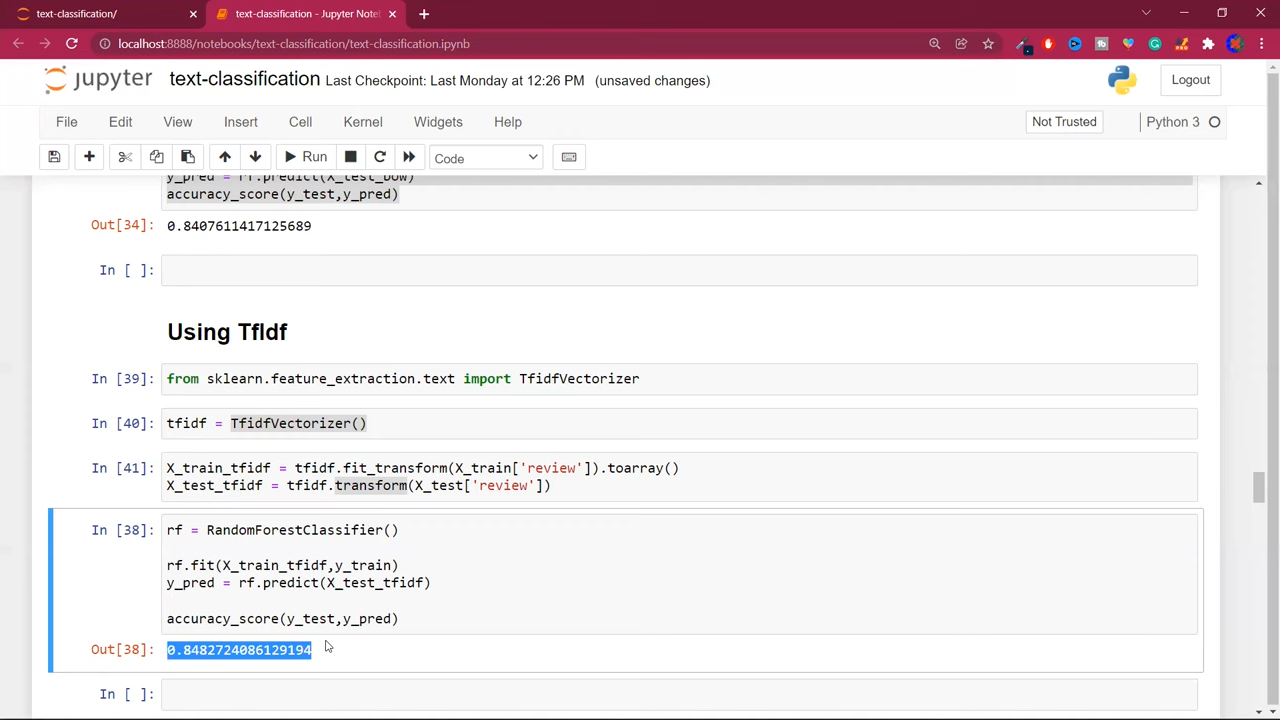 text-classification/
text-classification - Jupyter Note
localhost:8888/notebooks/text-classification/text-classification.ipynb
jupyter text-classification Last Checkpoint: Last Monday at 12:26 PM (unsaved changes)
Logout
File Edit View Insert Cell Kernel Widgets Help
Not Trusted
Python 3
Run
Code
y_pred = rf.predict(X_test_bow)
accuracy_score(y_test,y_pred)
Out[34]: 0.8407611417125689
In [ ]:
Using TfIdf
In [39]: from sklearn.feature_extraction.text import TfidfVectorizer
In [40]: tfidf = TfidfVectorizer()
In [41]: X_train_tfidf = tfidf.fit_transform(X_train['review']).toarray()
X_test_tfidf = tfidf.transform(X_test['review'])
In [38]: rf = RandomForestClassifier()
rf.fit(X_train_tfidf,y_train)
y_pred = rf.predict(X_test_tfidf)
accuracy_score(y_test,y_pred)
Out[38]: 0.8482724086129194
In [ ]: